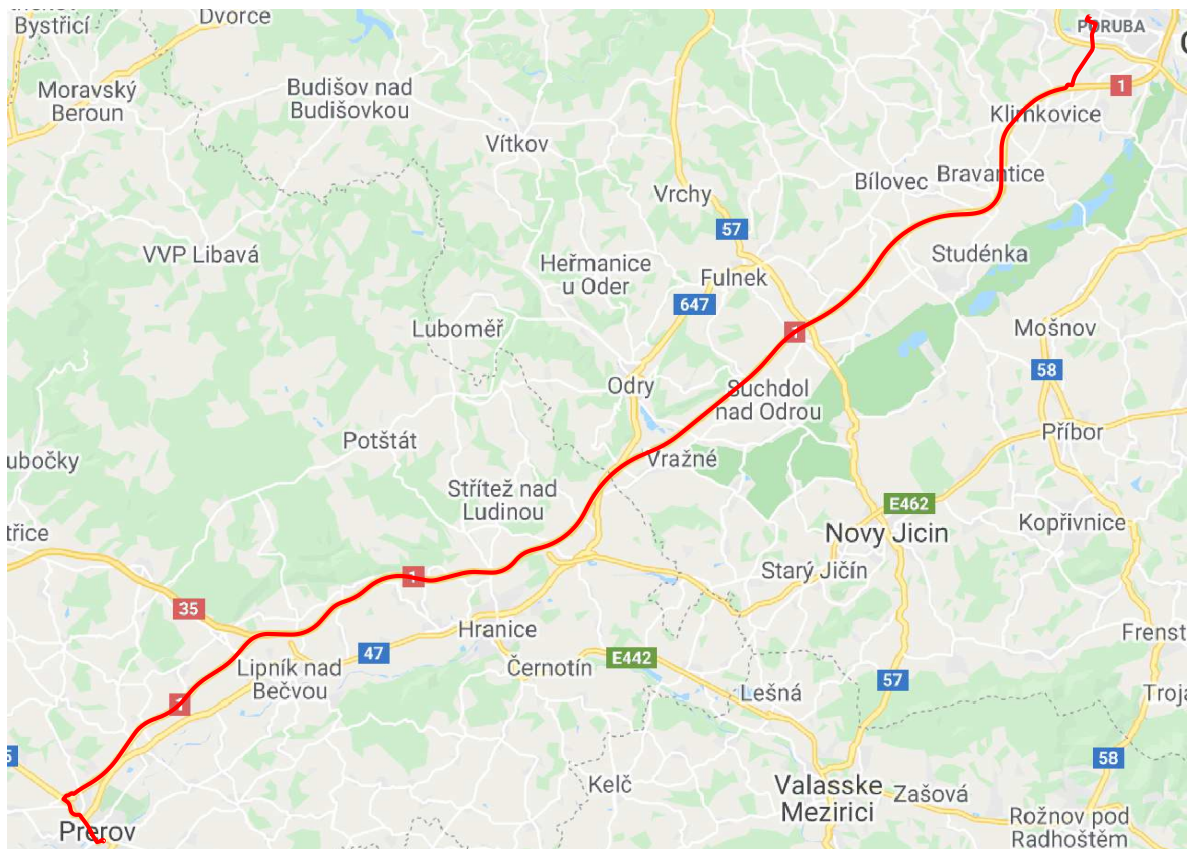 Bystřicí
Dvorce
PORUBA
Moravský
Beroun
Budišov nad
Budišovkou
1
Klimkovice
Vítkov
Bílovec
Bravantice
Vrchy
57
VVP Libavá
Heřmanice
u Oder
Fulnek
Studénka
647
Luboměř
1
Mošnov
58
Odry
Suchdol
nad Odrou
Potštát
Příbor
ubočky
Vražné
Střítež nad
Ludinou
E462
Kopřivnice
třice
Novy Jicin
1
Starý Jičín
35
Hranice
Frenst
47
Lipník nad
Bečvou
Černotín
E442
57
Lešná
Troja
1
5
58
Kelč
Valasske
Mezirici
Zašová
Prerov
Rožnov pod
Radhoštěm